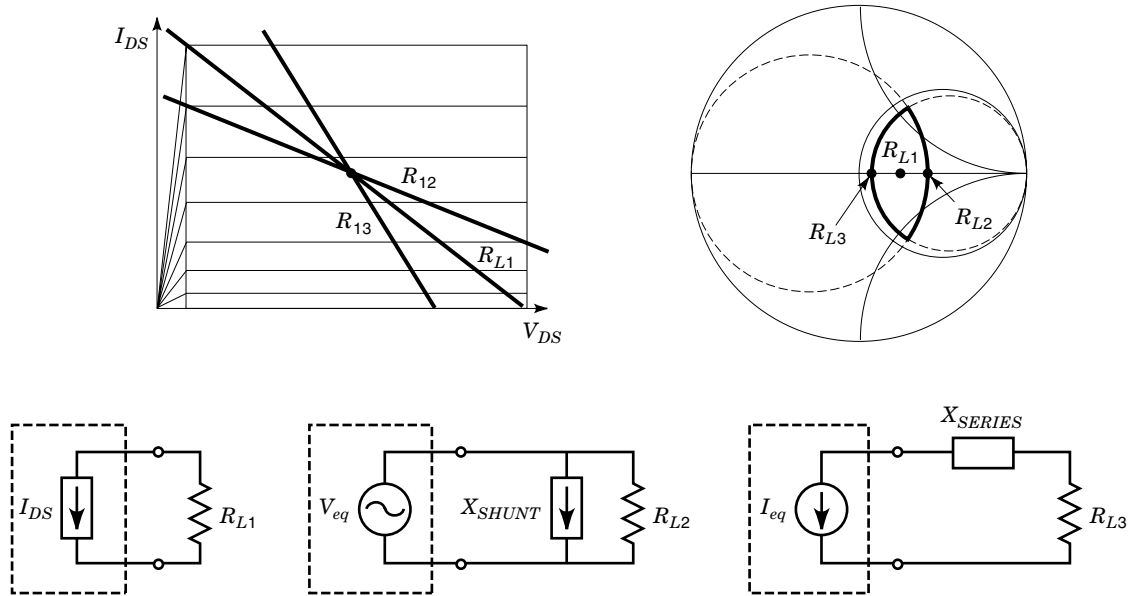 I_DS
R_12
R_13
R_L1
V_DS
R_L1
R_L3
R_L2
X_SERIES
I_DS
R_L1
V_eq
X_SHUNT
R_L2
I_eq
R_L3